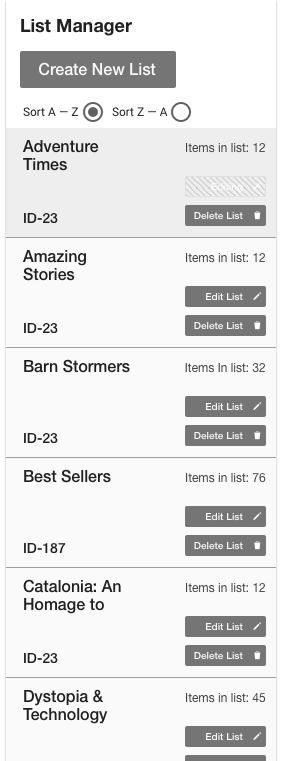 List Manager
Create New List
Sort A — Z Sort Z — A
Adventure Times
Items in list: 12
Editing
ID-23
Delete List
Amazing Stories
Items in list: 12
Edit List
ID-23
Delete List
Barn Stormers
Items In list: 32
Edit List
ID-23
Delete List
Best Sellers
Items in list: 76
Edit List
ID-187
Delete List
Catalonia: An Homage to
Items in list: 12
Edit List
ID-23
Delete List
Dystopia & Technology
Items in list: 45
Edit List